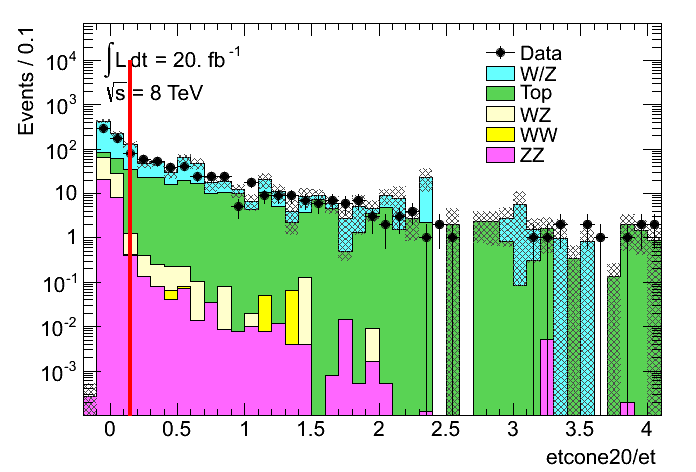 Events / 0.1
10⁴
10³
10²
10
1
10⁻¹
10⁻²
10⁻³
∫L dt = 20. fb⁻¹
√s = 8 TeV
Data
W/Z
Top
WZ
WW
ZZ
0 0.5 1 1.5 2 2.5 3 3.5 4
etcone20/et